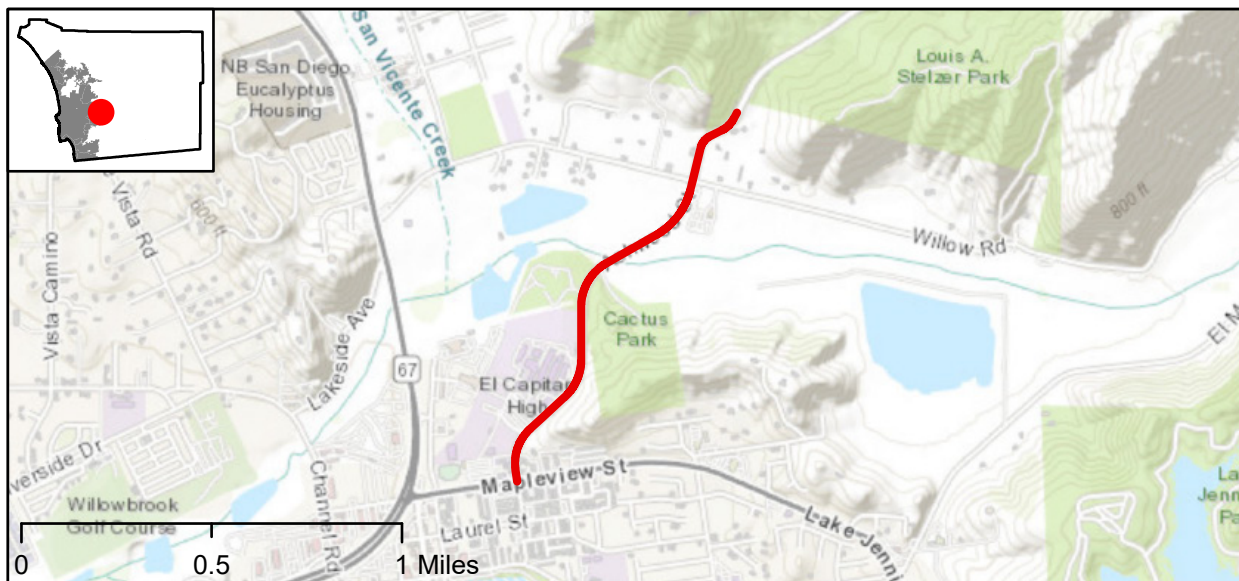 NB San Diego
Eucalyptus
Housing
San Vicente Creek
Louis A.
Stelzer Park
Vista Rd
600 ft
800 ft
Willow Rd
Vista Camino
Lakeside Ave
Cactus
Park
El M
67
El Capitan
High
erside Dr
Mapleview St
Willowbrook
Golf Course
Channel Rd
Laurel St
Lake Jenni
La
Jenn
Pa
0 0.5 1 Miles